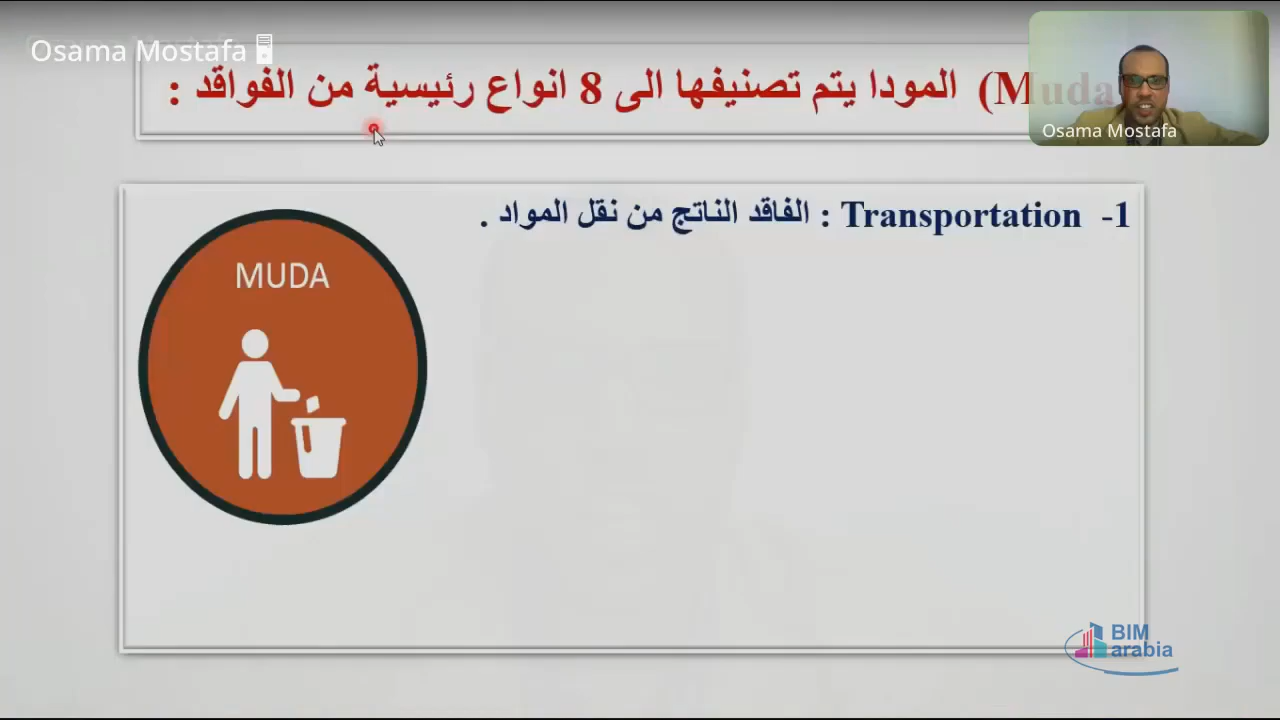 Osama Mostafa
(Muda) المودا يتم تصنيفها الى 8 انواع رئيسية من الفواقد :
Osama Mostafa
1- Transportation : الفاقد الناتج من نقل المواد .
MUDA
BIM
arabia